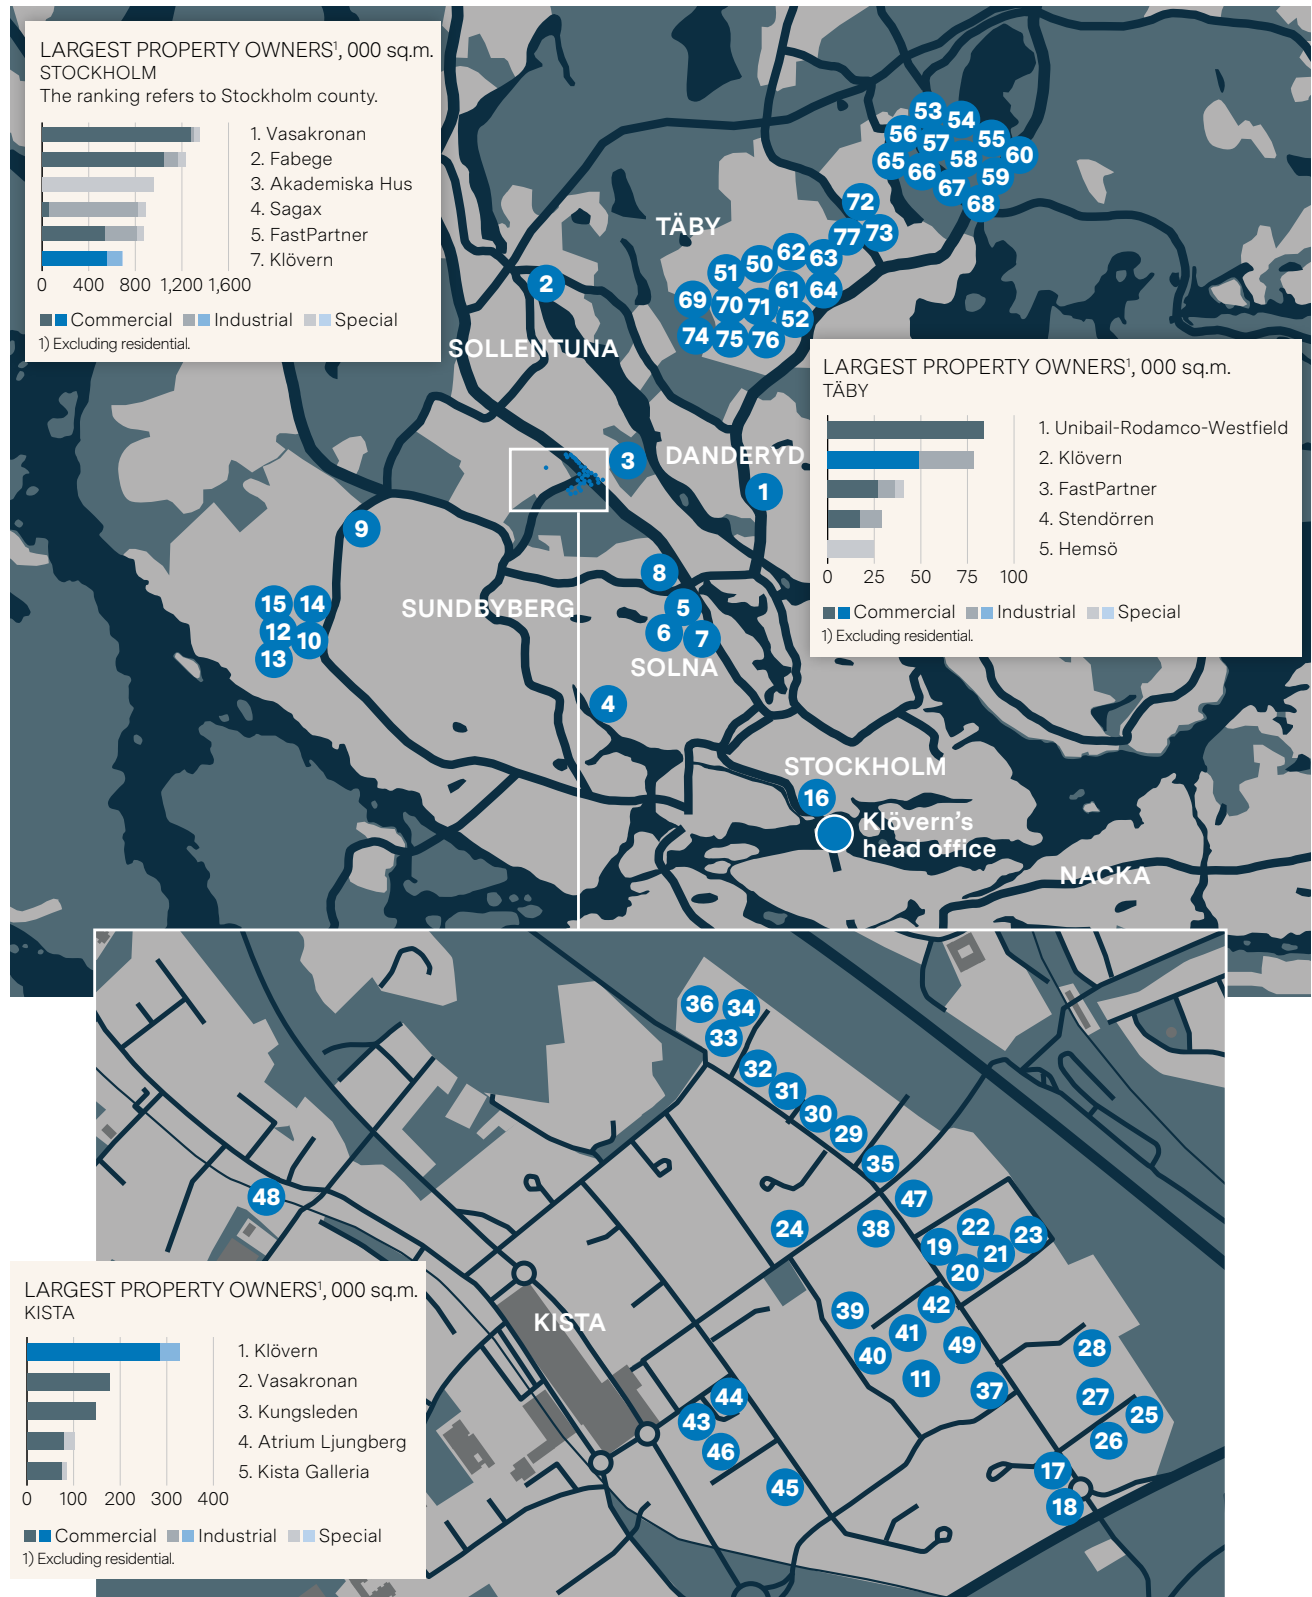 LARGEST PROPERTY OWNERS¹, 000 sq.m.
STOCKHOLM
The ranking refers to Stockholm county.
1. Vasakronan
2. Fabege
3. Akademiska Hus
4. Sagax
5. FastPartner
7. Klövern
0 400 800 1,200 1,600
Commercial Industrial Special
1) Excluding residential.
53
54
56
57
55
65
66
58
60
59
67
68
72
TÄBY
77
73
62
63
50
51
61
64
69
70
71
52
74
75
76
2
SOLLENTUNA
LARGEST PROPERTY OWNERS¹, 000 sq.m.
TÄBY
1. Unibail-Rodamco-Westfield
2. Klövern
3. FastPartner
4. Stendörren
5. Hemsö
0 25 50 75 100
Commercial Industrial Special
1) Excluding residential.
3
DANDERYD
1
9
8
15
14
SUNDBYBERG
5
12
10
6
7
13
SOLNA
4
STOCKHOLM
16
Klövern's
head office
NACKA
36
34
33
32
31
30
29
35
48
47
24
38
22
23
19
21
20
LARGEST PROPERTY OWNERS¹, 000 sq.m.
KISTA
1. Klövern
2. Vasakronan
3. Kungsleden
4. Atrium Ljungberg
5. Kista Galleria
0 100 200 300 400
Commercial Industrial Special
1) Excluding residential.
KISTA
39
42
41
49
40
28
11
37
44
27
43
25
46
26
45
17
18